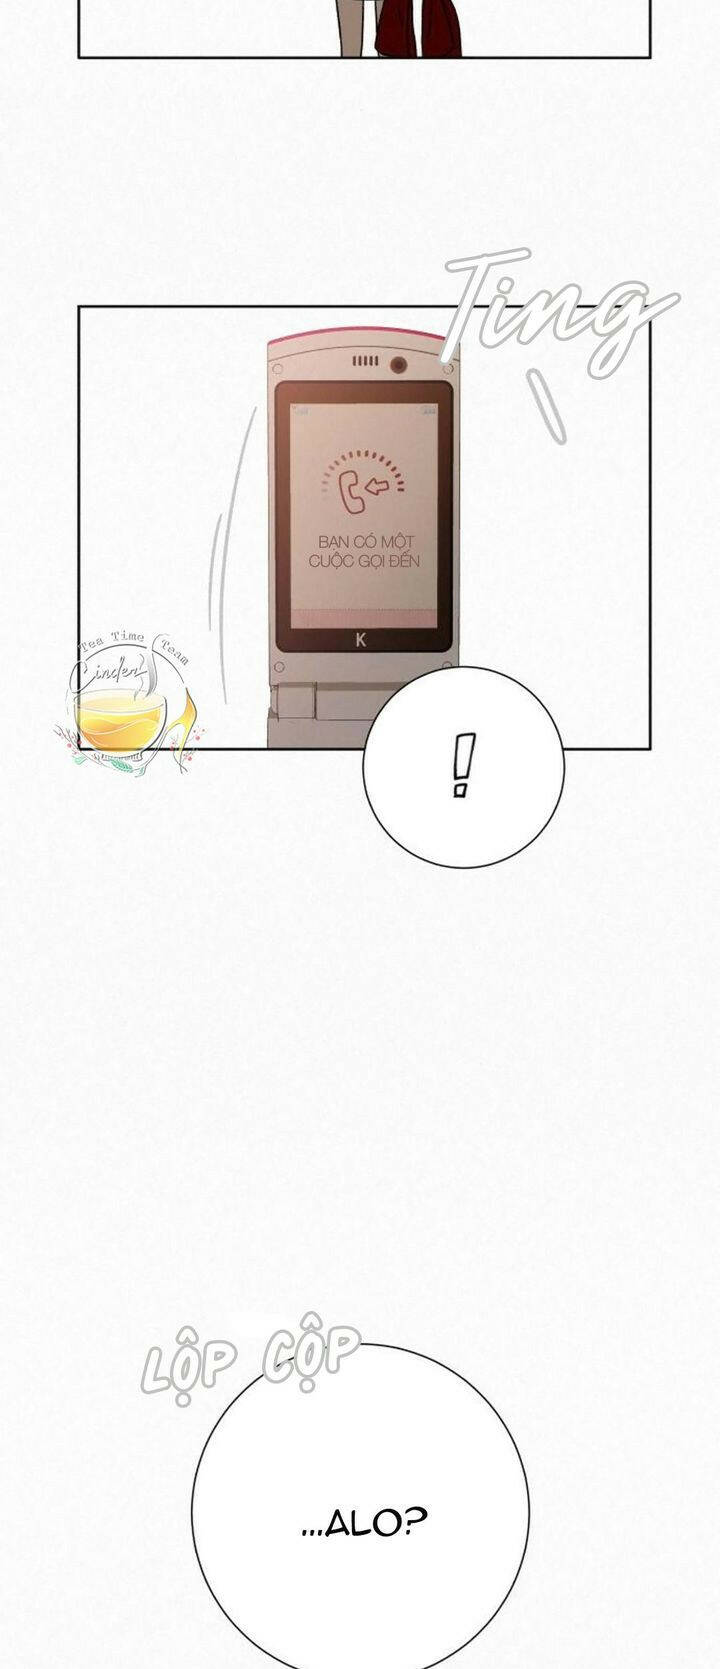 Ting
BẠN CÓ MỘT
CUỘC GỌI ĐẾN
K
Tea Time Team
Cinder
!
LỘP CỘP
...ALO?